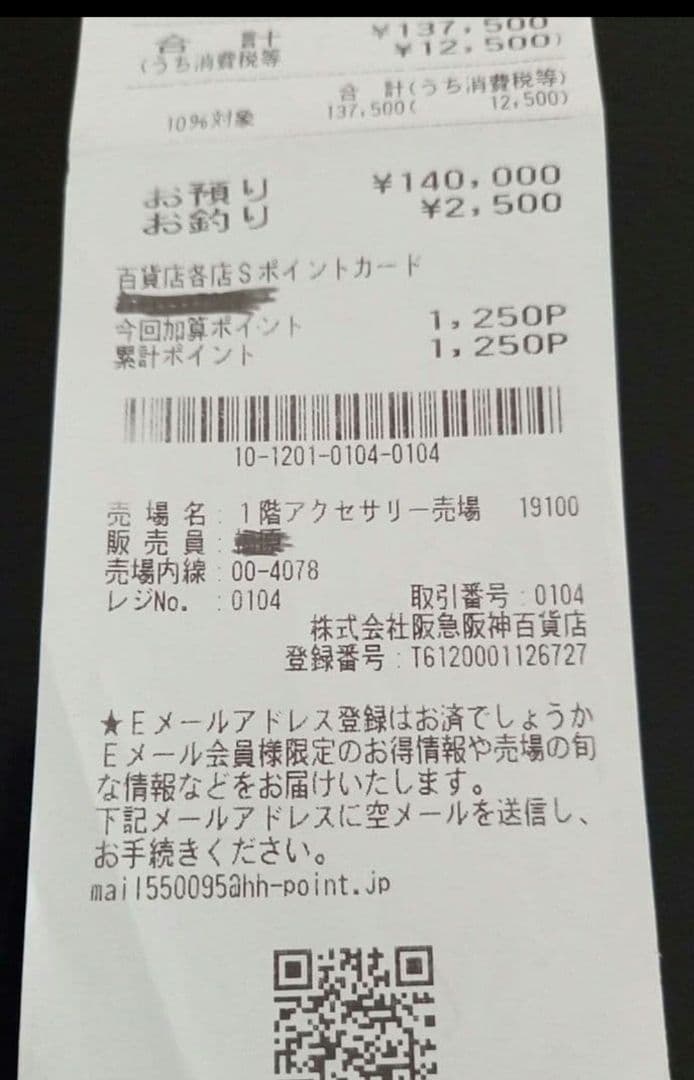 合 計 ¥137,500
(うち消費税等 ¥12,500)
合 計(うち消費税等)
10%対象 137,500( 12,500)
お預り ¥140,000
お釣り ¥2,500
百貨店各店Sポイントカード
今回加算ポイント 1,250P
累計ポイント 1,250P
10-1201-0104-0104
売 場 名:1階アクセサリー売場 19100
販 売 員:
売場内線:00-4078
レジNo. :0104 取引番号:0104
株式会社阪急阪神百貨店
登録番号:T6120001126727
★Eメールアドレス登録はお済でしょうか
Eメール会員様限定のお得情報や売場の旬
な情報などをお届けいたします。
下記メールアドレスに空メールを送信し、
お手続きください。
mail550095@hh-point.jp